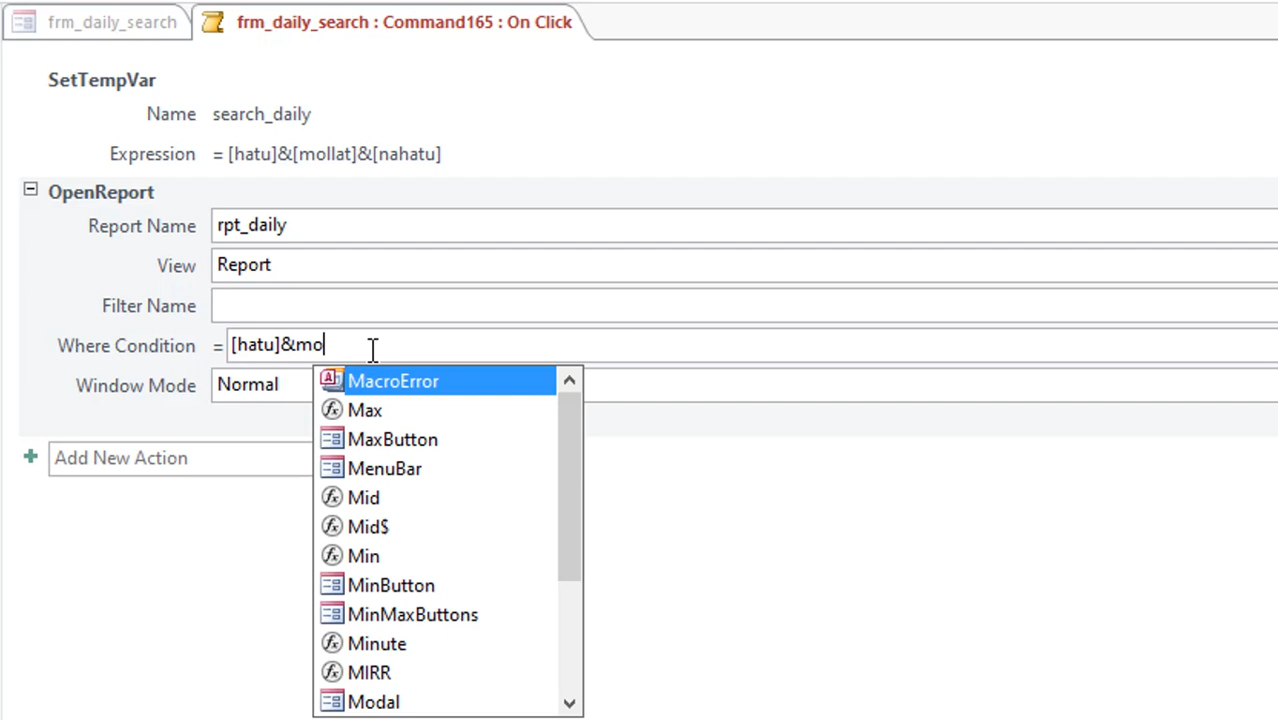 frm_daily_search
frm_daily_search : Command165 : On Click
SetTempVar
Name search_daily
Expression = [hatu]&[mollat]&[nahatu]
OpenReport
Report Name rpt_daily
View Report
Filter Name
Where Condition = [hatu]&mo
Window Mode Normal
Add New Action
MacroError
Max
MaxButton
MenuBar
Mid
Mid$
Min
MinButton
MinMaxButtons
Minute
MIRR
Modal